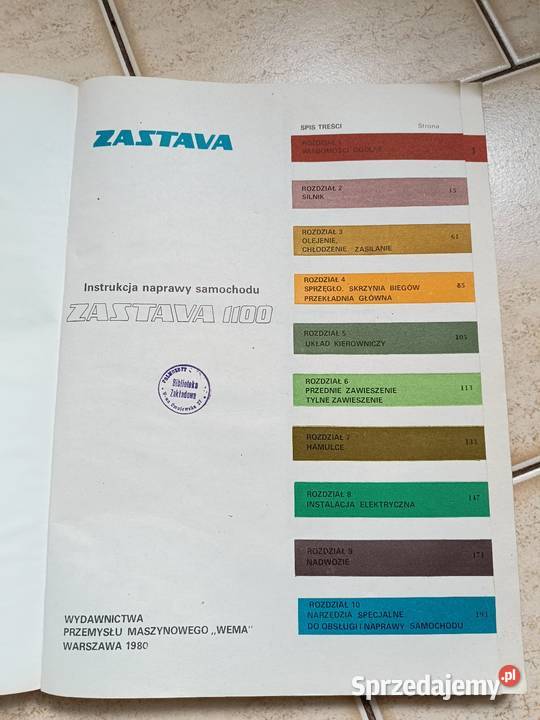 ZASTAVA
Instrukcja naprawy samochodu
ZASTAVA 1100
Biblioteka
Zakładowa
WYDAWNICTWA
PRZEMYSŁU MASZYNOWEGO „WEMA"
WARSZAWA 1980
SPIS TREŚCI Strona
ROZDZIAŁ 1
WIADOMOŚCI OGÓLNE
ROZDZIAŁ 2
SILNIK 15
ROZDZIAŁ 3
OLEJENIE,
CHŁODZENIE, ZASILANIE 61
ROZDZIAŁ 4
SPRZĘGŁO, SKRZYNIA BIEGÓW 85
PRZEKŁADNIA GŁÓWNA
ROZDZIAŁ 5
UKŁAD KIEROWNICZY 105
ROZDZIAŁ 6
PRZEDNIE ZAWIESZENIE 113
TYLNE ZAWIESZENIE
ROZDZIAŁ 7
HAMULCE
ROZDZIAŁ 8
INSTALACJA ELEKTRYCZNA 147
ROZDZIAŁ 9
NADWOZIE 171
ROZDZIAŁ 10
NARZĘDZIA SPECJALNE 193
DO OBSŁUGI I NAPRAWY SAMOCHODU
Sprzedajemy.pl